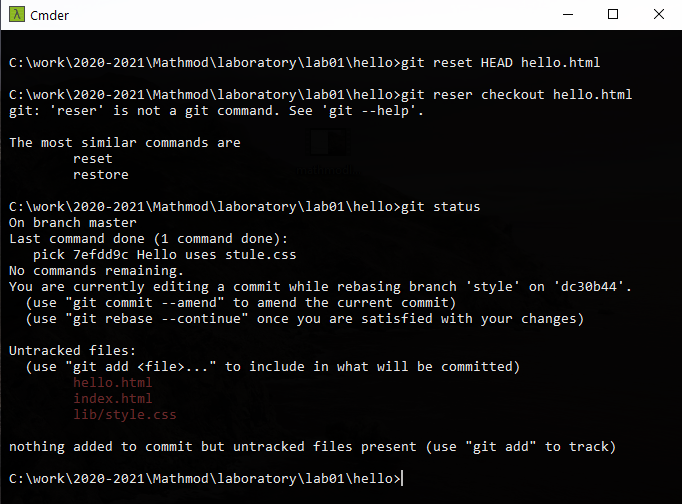 λ Cmder
C:\work\2020-2021\Mathmod\laboratory\lab01\hello>git reset HEAD hello.html
C:\work\2020-2021\Mathmod\laboratory\lab01\hello>git reser checkout hello.html
git: 'reser' is not a git command. See 'git --help'.
The most similar commands are
reset
restore
C:\work\2020-2021\Mathmod\laboratory\lab01\hello>git status
On branch master
Last command done (1 command done):
pick 7efdd9c Hello uses stule.css
No commands remaining.
You are currently editing a commit while rebasing branch 'style' on 'dc30b44'.
(use "git commit --amend" to amend the current commit)
(use "git rebase --continue" once you are satisfied with your changes)
Untracked files:
(use "git add <file>..." to include in what will be committed)
hello.html
index.html
lib/style.css
nothing added to commit but untracked files present (use "git add" to track)
C:\work\2020-2021\Mathmod\laboratory\lab01\hello>